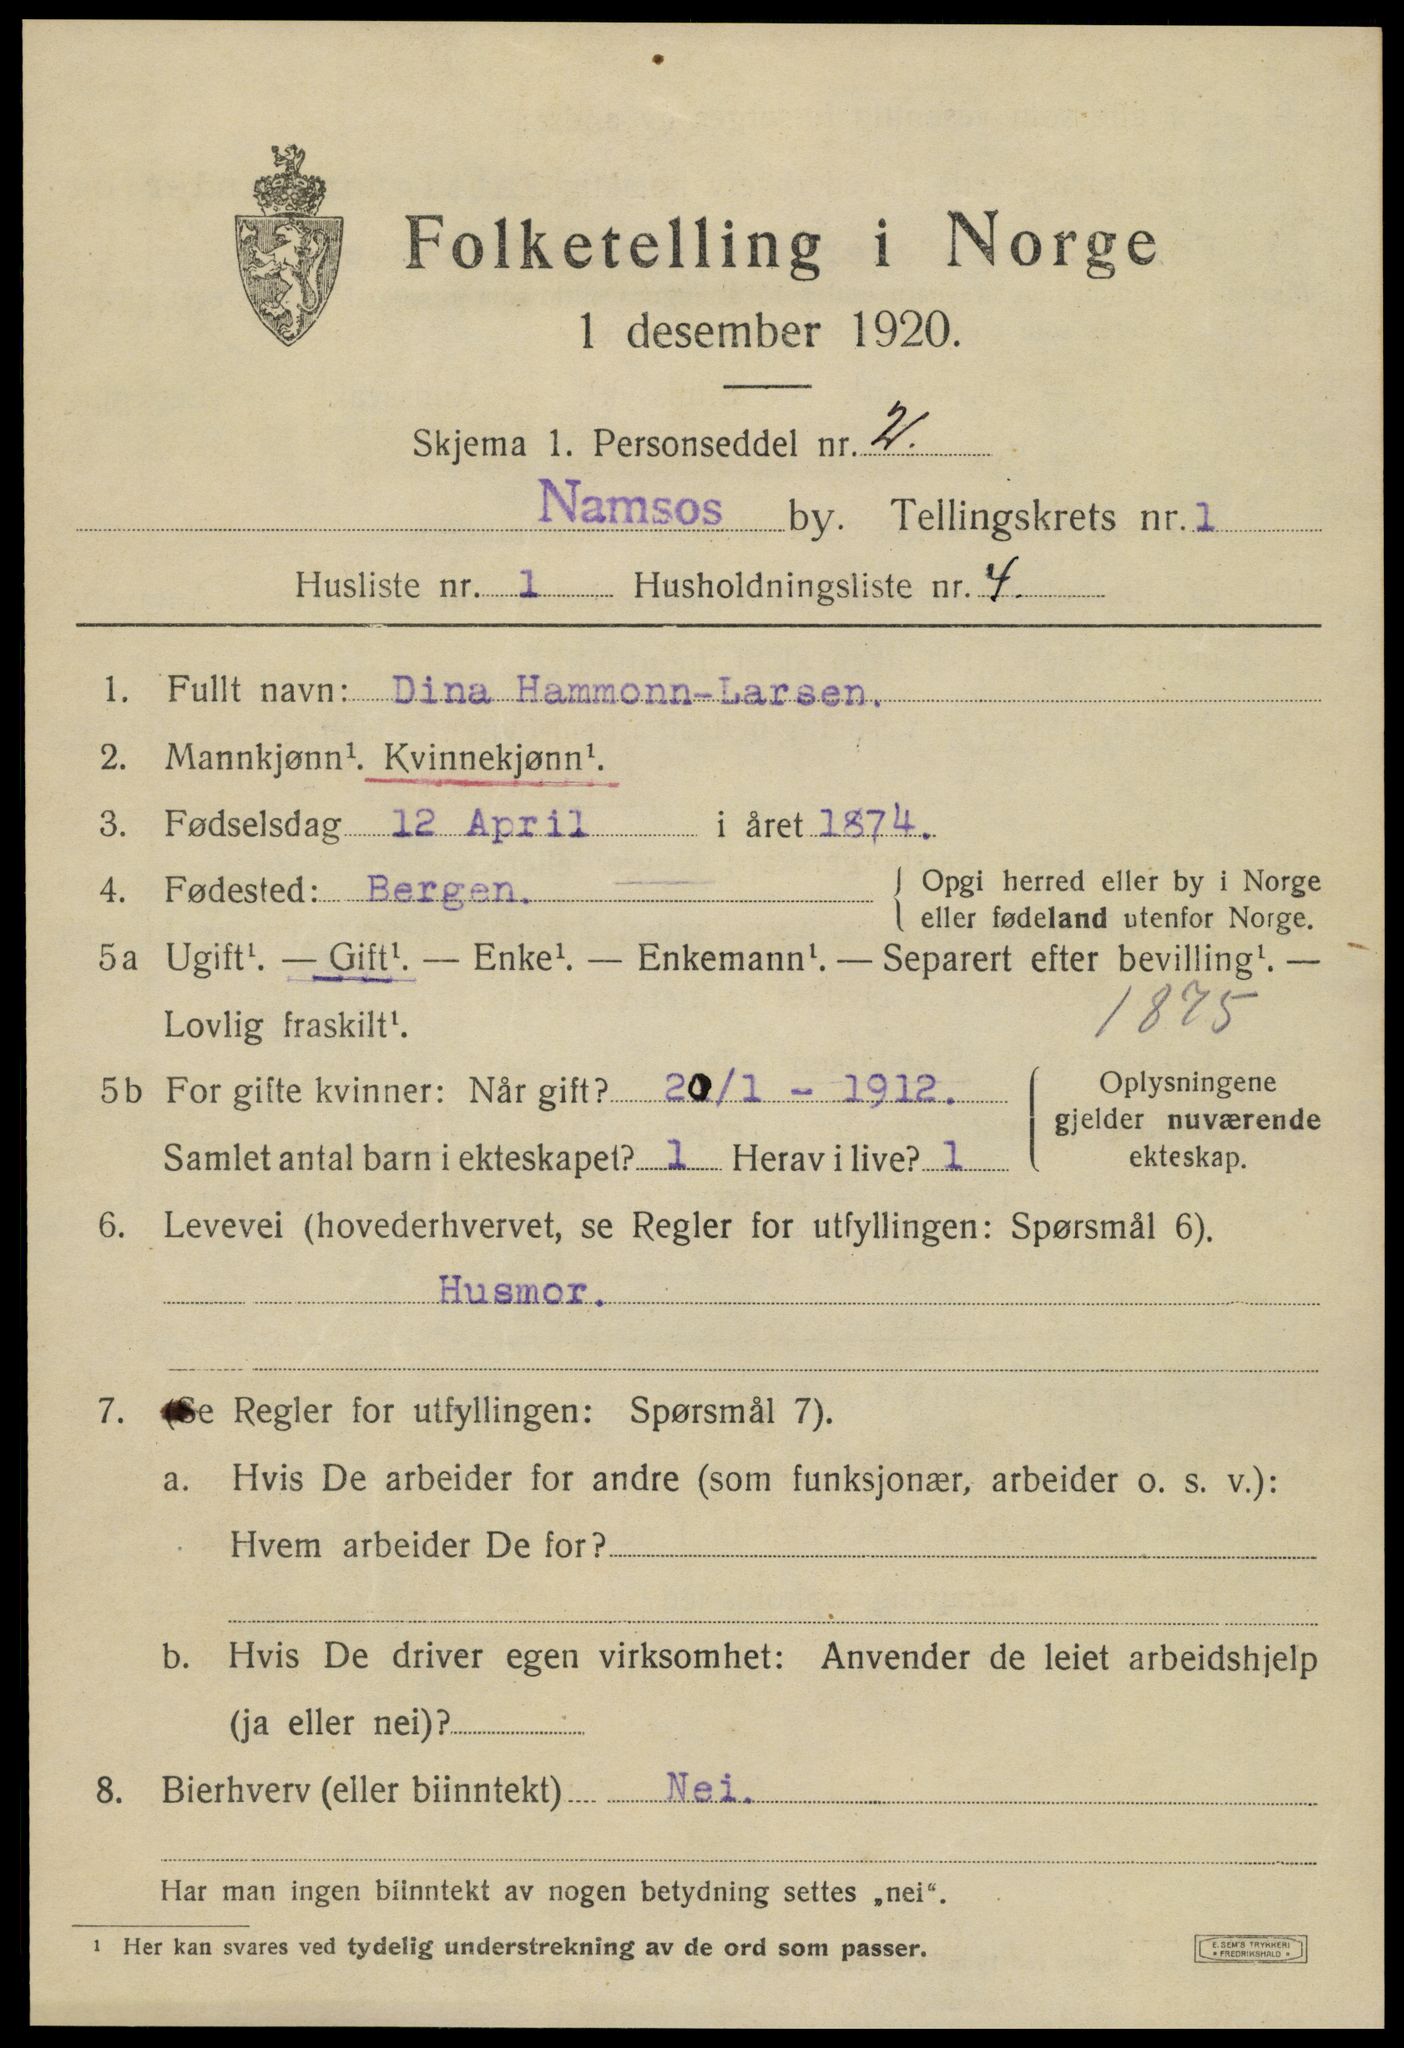 Folketelling i Norge
1 desember 1920.
Skjema 1. Personseddel nr. 2.
Namsos by. Tellingskrets nr. 1
Husliste nr. 1 Husholdningsliste nr. 4.
1. Fullt navn: Dina Hammonn-Larsen.
2. Mannkjønn¹. Kvinnekjønn¹.
3. Fødselsdag 12 April i året 1874.
4. Fødested: Bergen. { Opgi herred eller by i Norge
eller fødeland utenfor Norge.
5a Ugift¹. — Gift¹. — Enke¹. — Enkemann¹. — Separert efter bevilling¹. —
Lovlig fraskilt¹. 1875
5b For gifte kvinner: Når gift? 20/1 - 1912. { Oplysningene
gjelder nuværende
Samlet antal barn i ekteskapet? 1 Herav i live? 1 ekteskap.
6. Levevei (hovederhvervet, se Regler for utfyllingen: Spørsmål 6).
Husmor.
7. (Se Regler for utfyllingen: Spørsmål 7).
a. Hvis De arbeider for andre (som funksjonær, arbeider o. s. v.):
Hvem arbeider De for?
b. Hvis De driver egen virksomhet: Anvender de leiet arbeidshjelp
(ja eller nei)?
8. Bierhverv (eller biinntekt) Nei.
Har man ingen biinntekt av nogen betydning settes „nei“.
¹ Her kan svares ved tydelig understrekning av de ord som passer.
E. SEM'S TRYKKERI
* FREDRIKSHALD *